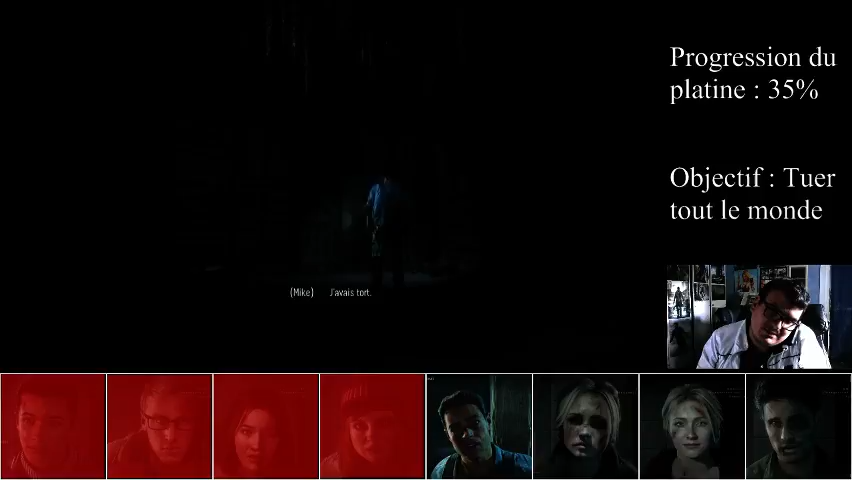 Progression du
platine : 35%
Objectif : Tuer
tout le monde
(Mike) J'avais tort.